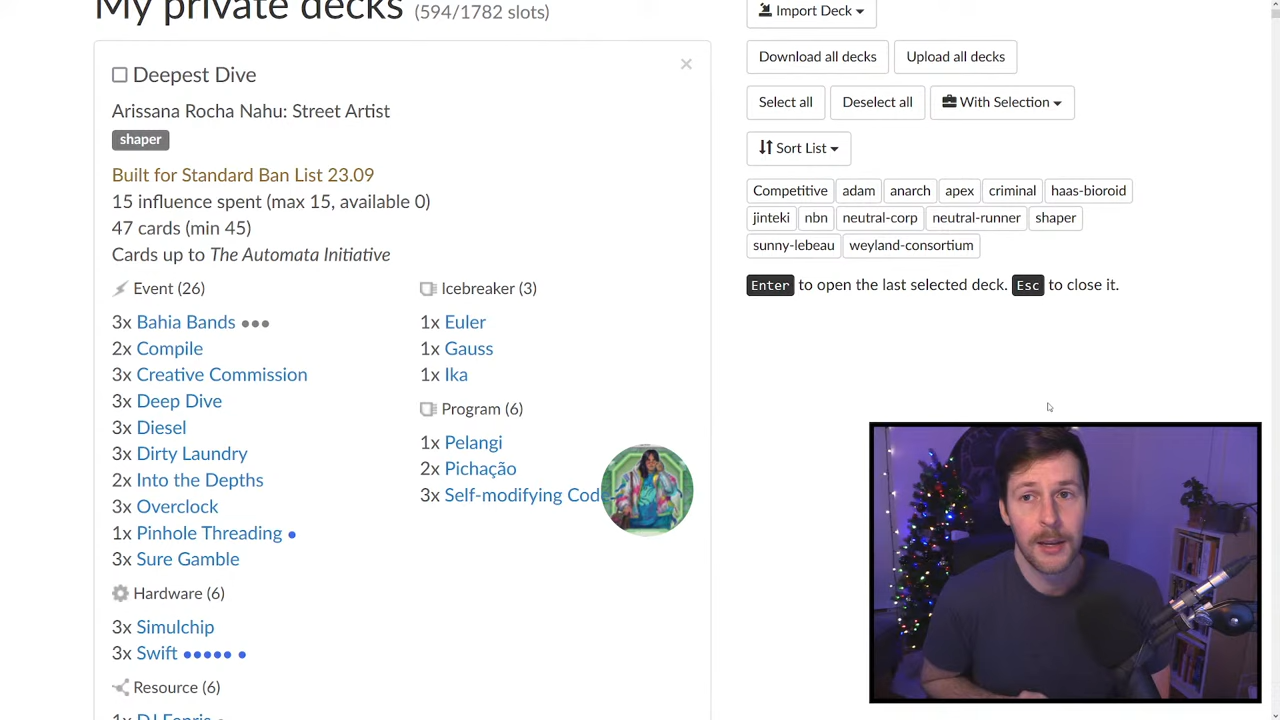 My private decks (594/1782 slots)
Deepest Dive
Arissana Rocha Nahu: Street Artist
shaper
Built for Standard Ban List 23.09
15 influence spent (max 15, available 0)
47 cards (min 45)
Cards up to The Automata Initiative
Event (26)
3x Bahia Bands
2x Compile
3x Creative Commission
3x Deep Dive
3x Diesel
3x Dirty Laundry
2x Into the Depths
3x Overclock
1x Pinhole Threading
3x Sure Gamble
Hardware (6)
3x Simulchip
3x Swift
Resource (6)
1x DJ Fenris
Icebreaker (3)
1x Euler
1x Gauss
1x Ika
Program (6)
1x Pelangi
2x Pichação
3x Self-modifying Code
Import Deck
Download all decks Upload all decks
Select all Deselect all With Selection
Sort List
Competitive adam anarch apex criminal haas-bioroid
jinteki nbn neutral-corp neutral-runner shaper
sunny-lebeau weyland-consortium
Enter to open the last selected deck. Esc to close it.